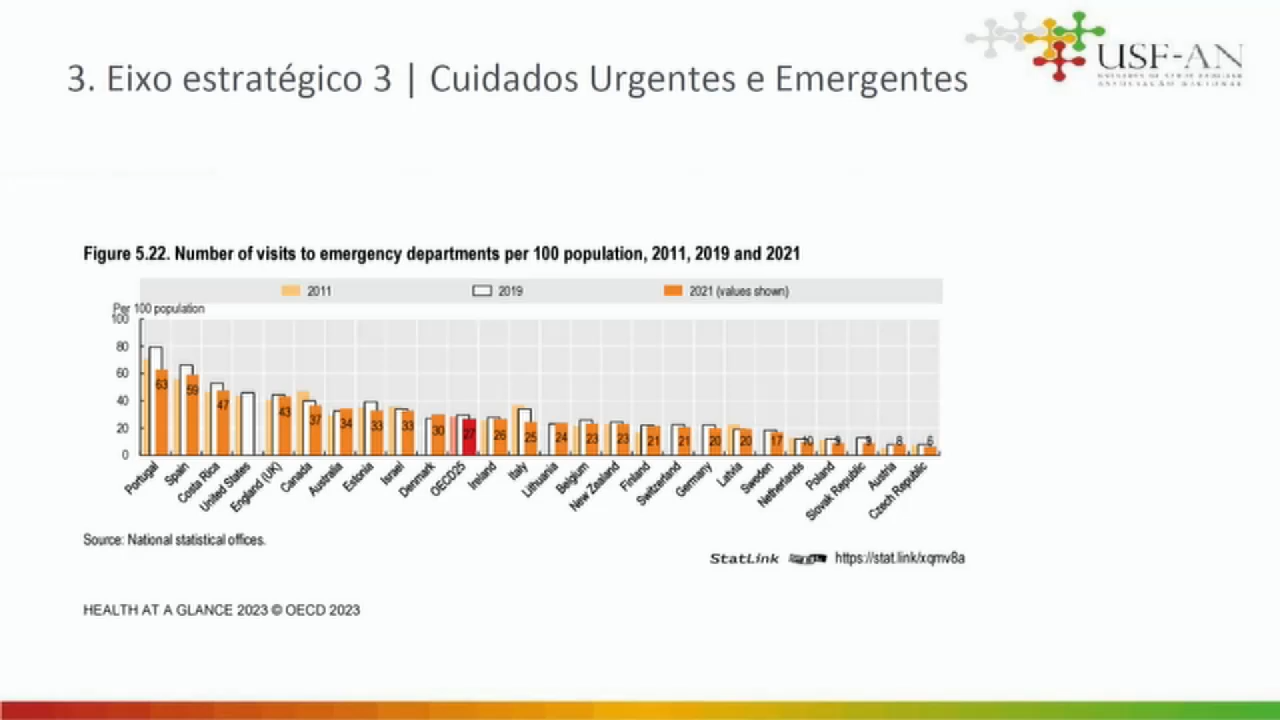 3. Eixo estratégico 3 | Cuidados Urgentes e Emergentes
USF-AN
Figure 5.22. Number of visits to emergency departments per 100 population, 2011, 2019 and 2021
2011
2019
2021 (values shown)
Per 100 population
100
80
60
40
20
0
63
59
47
43
37
34
33
33
30
27
26
25
24
23
23
21
21
20
20
17
10
9
9
8
6
Portugal
Spain
Costa Rica
United States
England (UK)
Canada
Australia
Estonia
Israel
Denmark
OECD25
Ireland
Italy
Lithuania
Belgium
New Zealand
Finland
Switzerland
Germany
Latvia
Sweden
Netherlands
Poland
Slovak Republic
Austria
Czech Republic
Source: National statistical offices.
StatLink https://stat.link/xqmv8a
HEALTH AT A GLANCE 2023 © OECD 2023